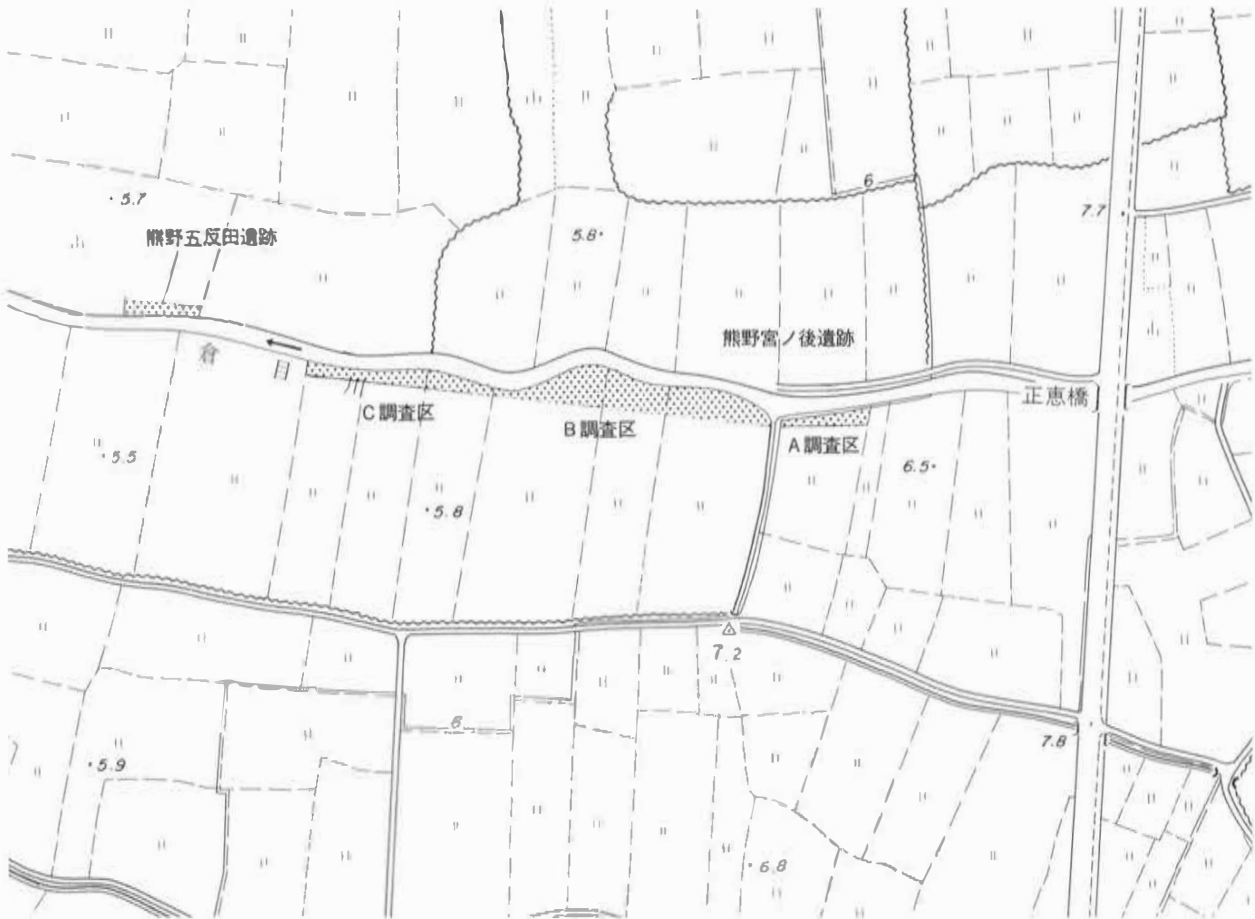 ・5.7
熊野五反田遺跡
5.8・
6
7.7・
熊野宮ノ後遺跡
倉
目
川
C調査区
B調査区
A調査区
正恵橋
・5.5
・5.8
6.5・
7.2
6
7.8
・5.9
・6.8